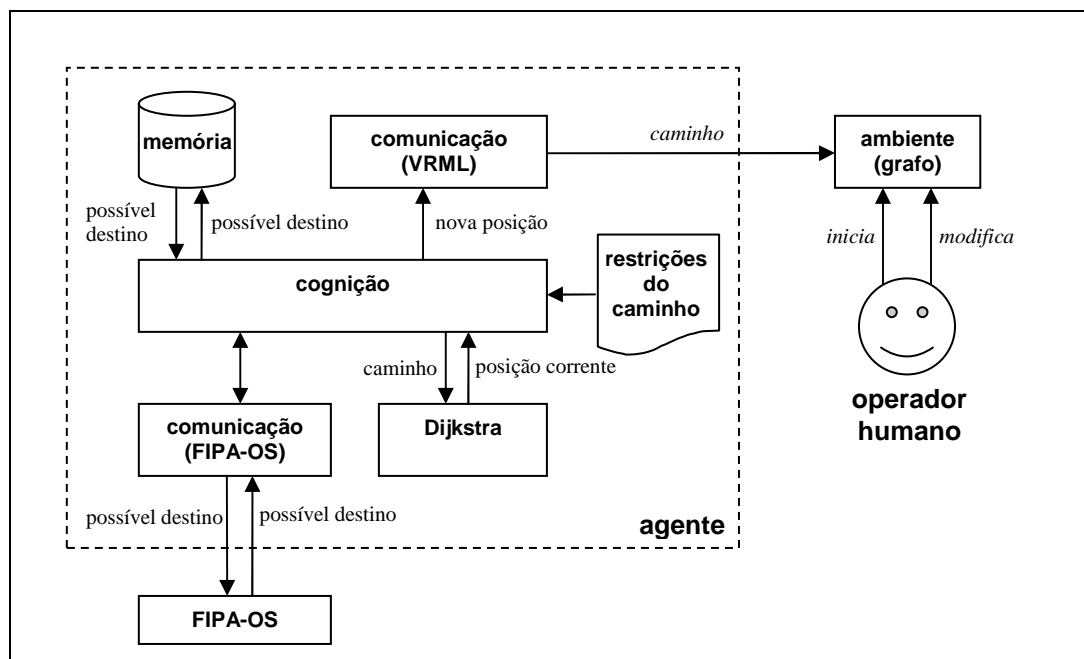 memória
comunicação
(VRML)
caminho
ambiente
(grafo)
possível
destino
possível destino
nova posição
inicia
modifica
restrições
do
caminho
cognição
caminho
posição corrente
operador
humano
comunicação
(FIPA-OS)
Dijkstra
possível destino
possível destino
agente
FIPA-OS